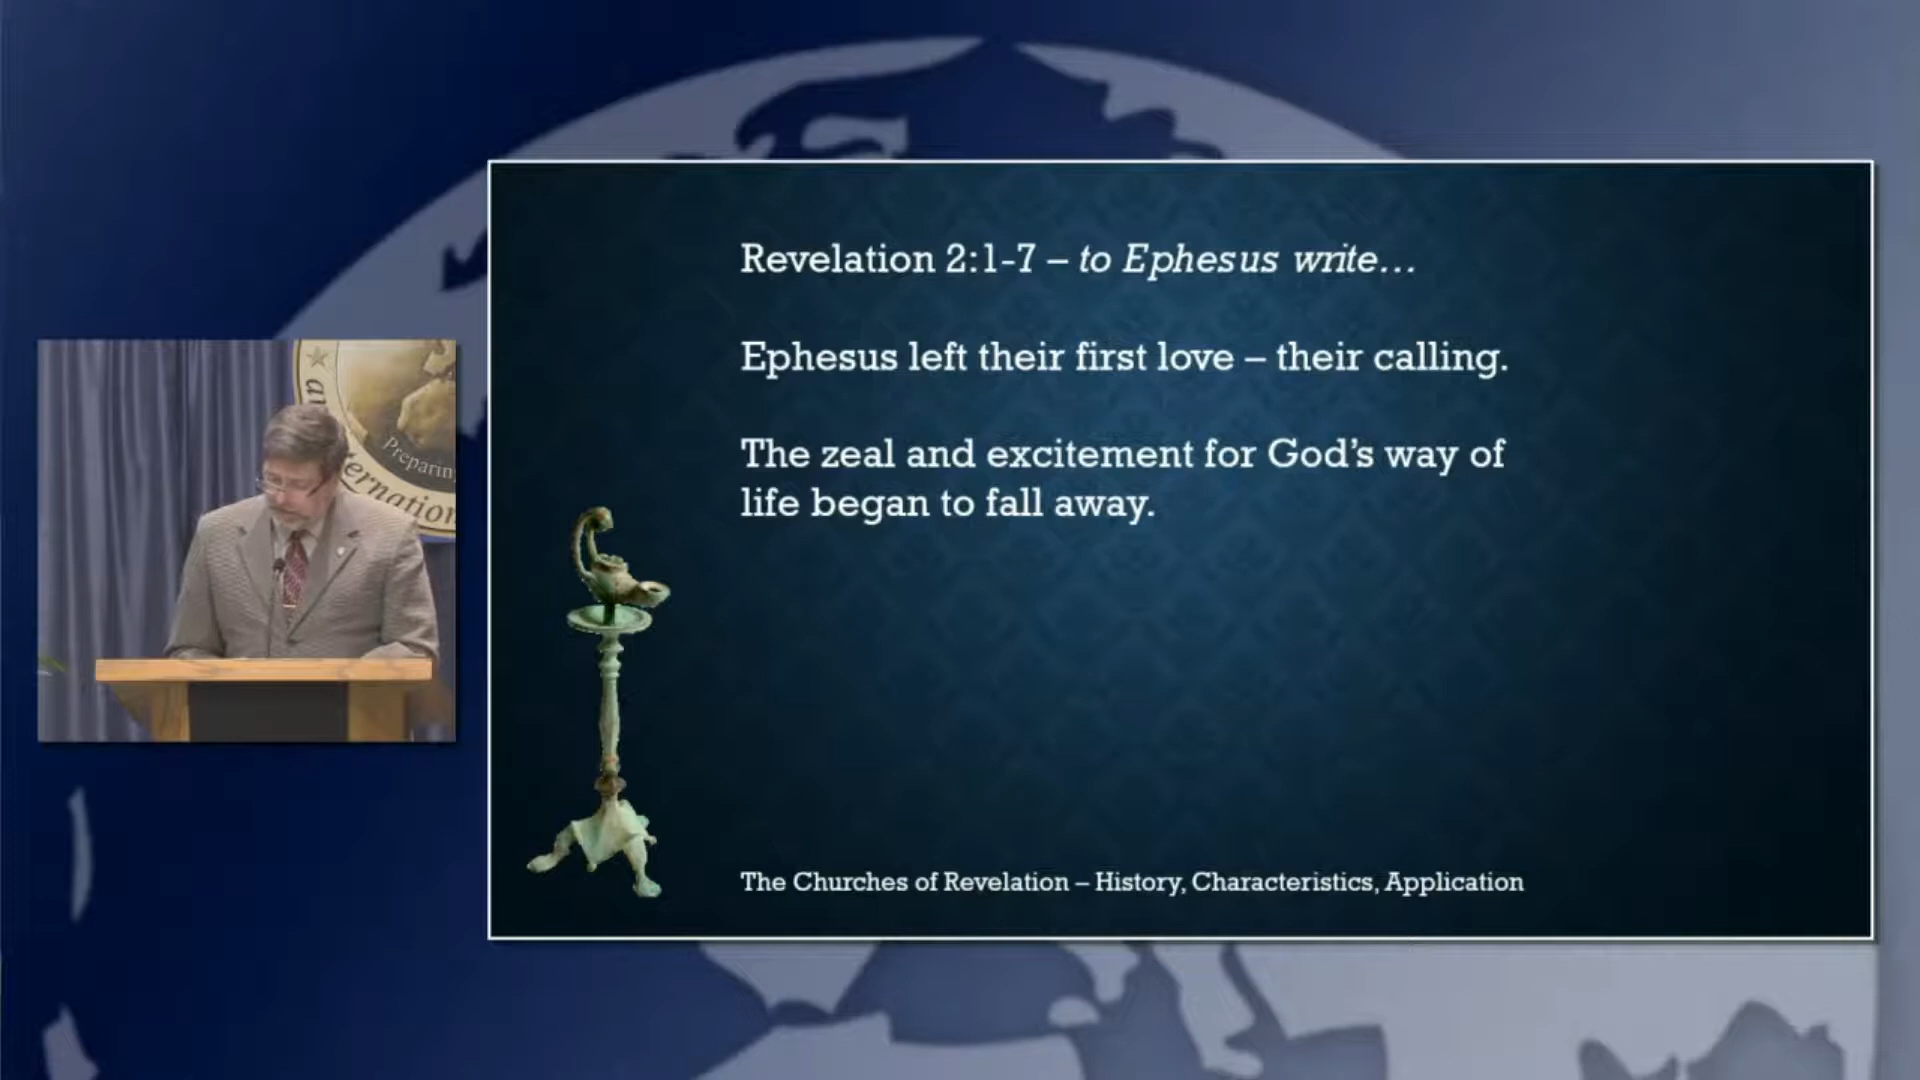 Revelation 2:1-7 – to Ephesus write...
Ephesus left their first love – their calling.
The zeal and excitement for God's way of
life began to fall away.
The Churches of Revelation – History, Characteristics, Application